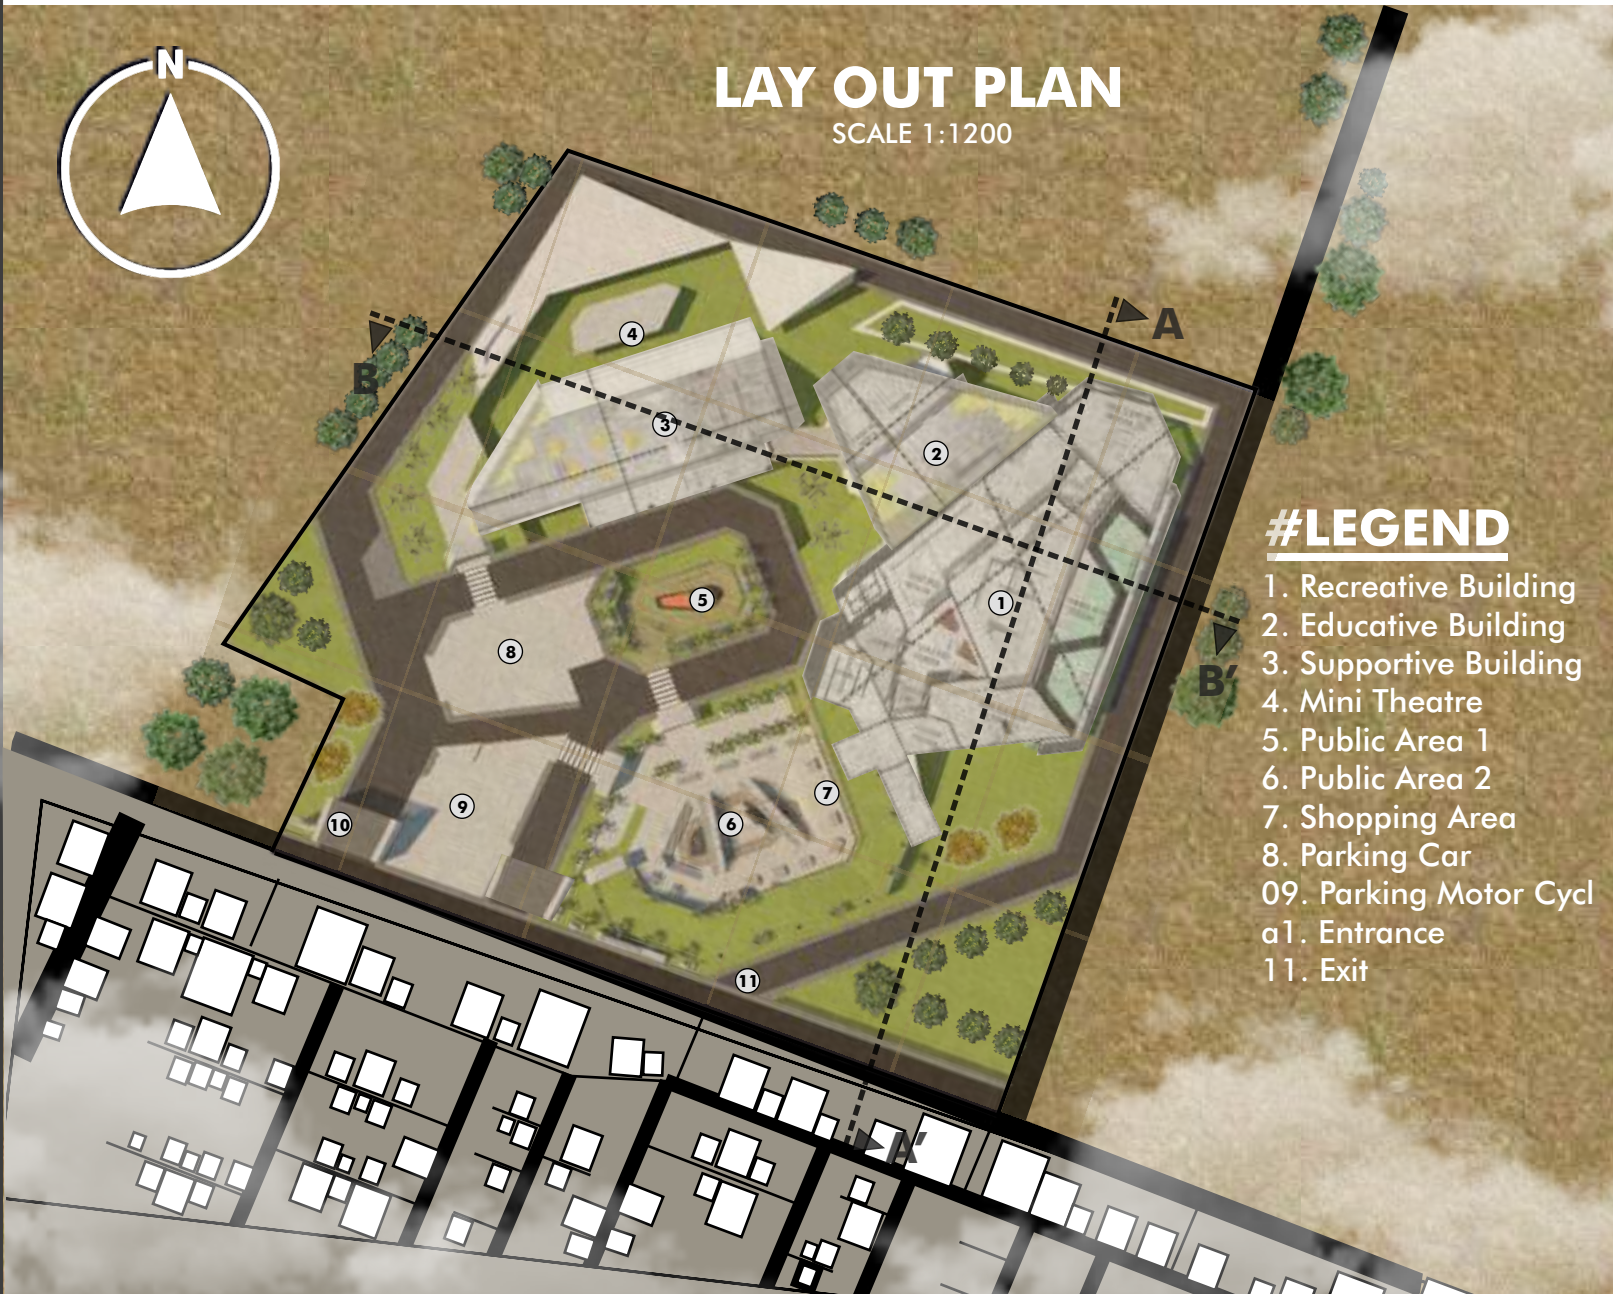 N
LAY OUT PLAN
SCALE 1:1200
A
B
4
3
2
#LEGEND
1. Recreative Building
2. Educative Building
3. Supportive Building
4. Mini Theatre
5. Public Area 1
6. Public Area 2
7. Shopping Area
8. Parking Car
09. Parking Motor Cycl
a1. Entrance
11. Exit
5
1
8
B'
7
9
10
6
11
A'